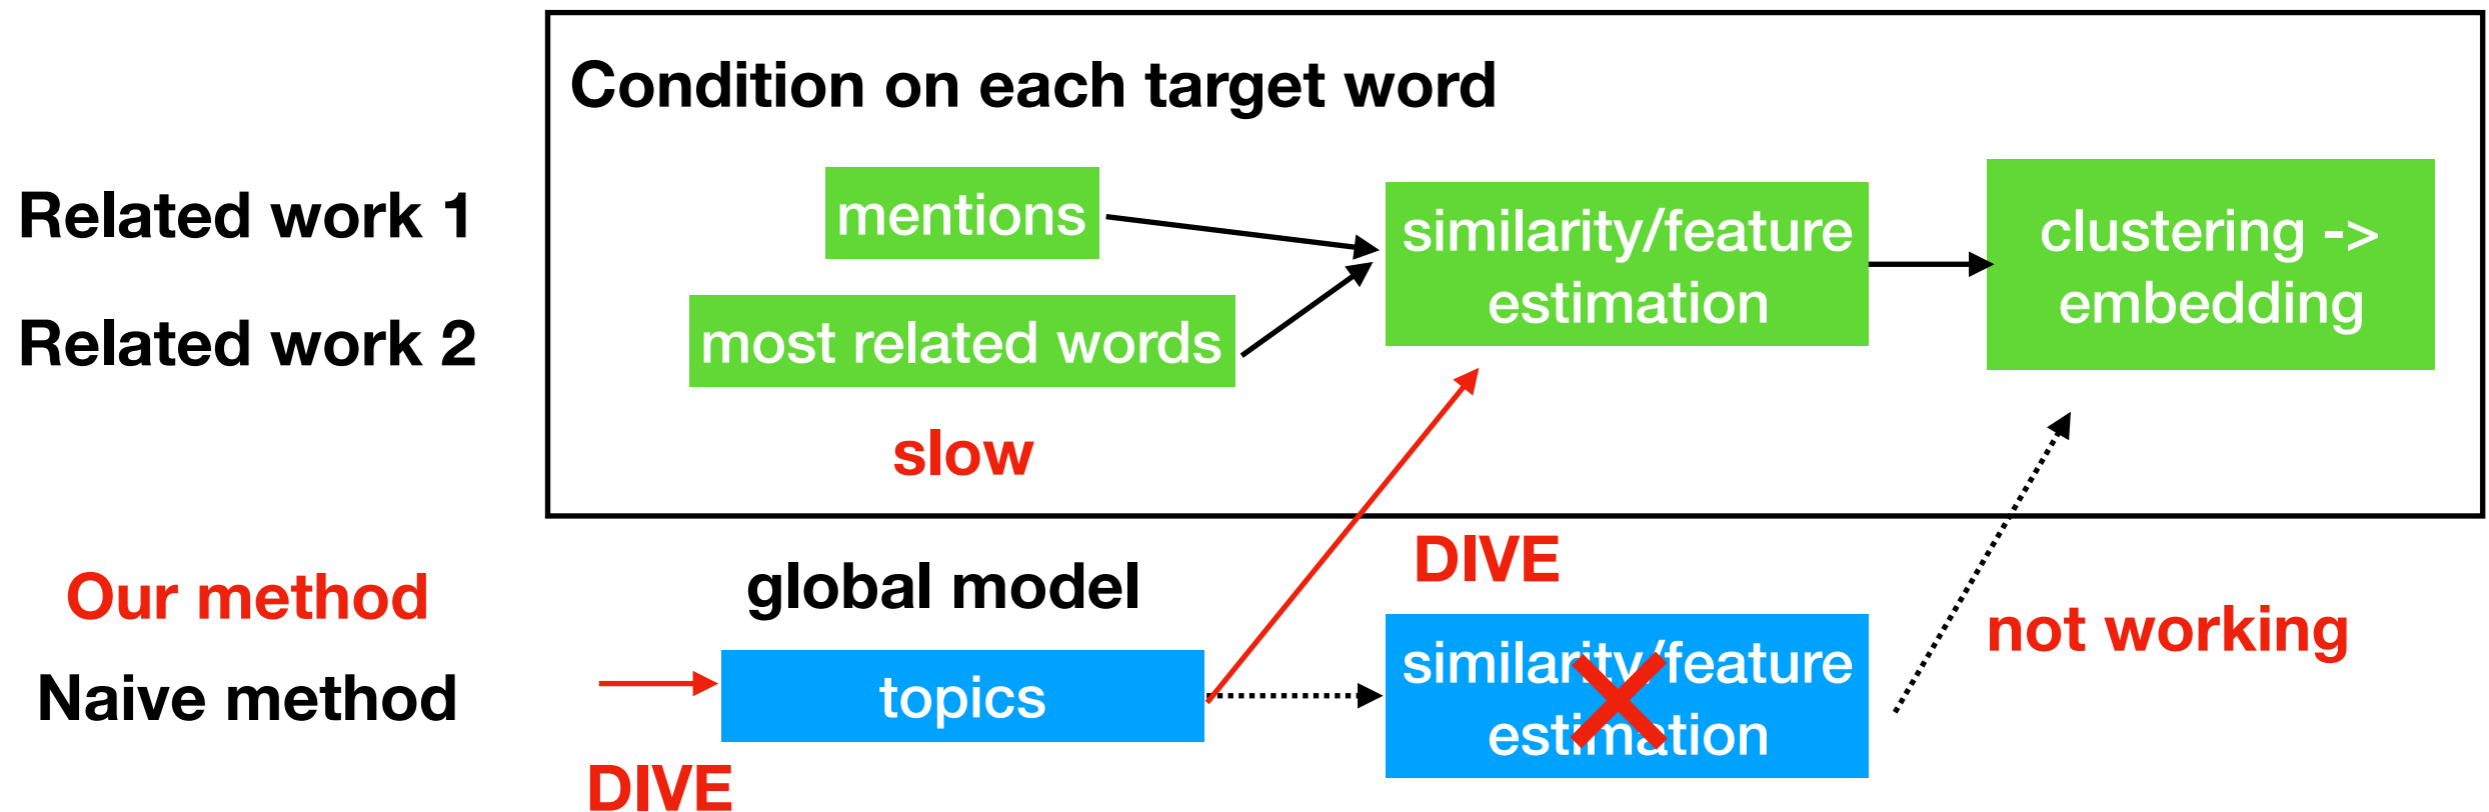 Condition on each target word
Related work 1
mentions
similarity/feature
estimation
clustering ->
embedding
Related work 2
most related words
slow
Our method
global model
DIVE
not working
Naive method
topics
similarity/feature
estimation
DIVE